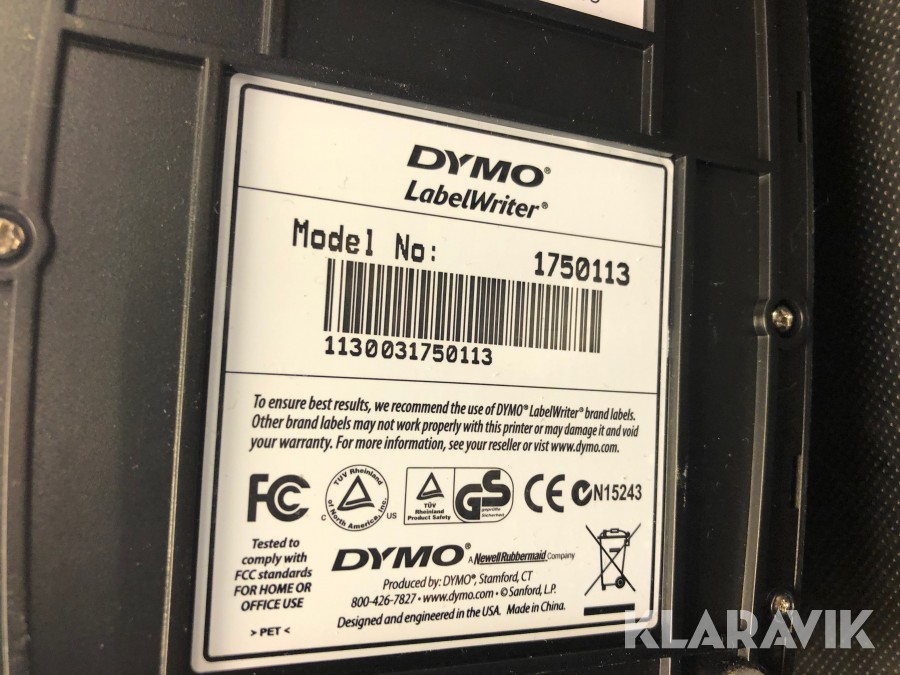 DYMO®
LabelWriter®
Model No: 1750113
1130031750113
To ensure best results, we recommend the use of DYMO® LabelWriter® brand labels.
Other brand labels may not work properly with this printer or may damage it and void
your warranty. For more information, see your reseller or visit www.dymo.com.
FC
TÜV Rheinland
of North America, Inc.
C US
TÜV
Rheinland
Product Safety
GS
geprüfte
Sicherheit
CE
N15243
Tested to
comply with
FCC standards
FOR HOME OR
OFFICE USE
> PET <
DYMO® A NewellRubbermaid Company
Produced by: DYMO®, Stamford, CT
800-426-7827 • www.dymo.com • © Sanford, L.P.
Designed and engineered in the USA. Made in China.
KLARAVIK